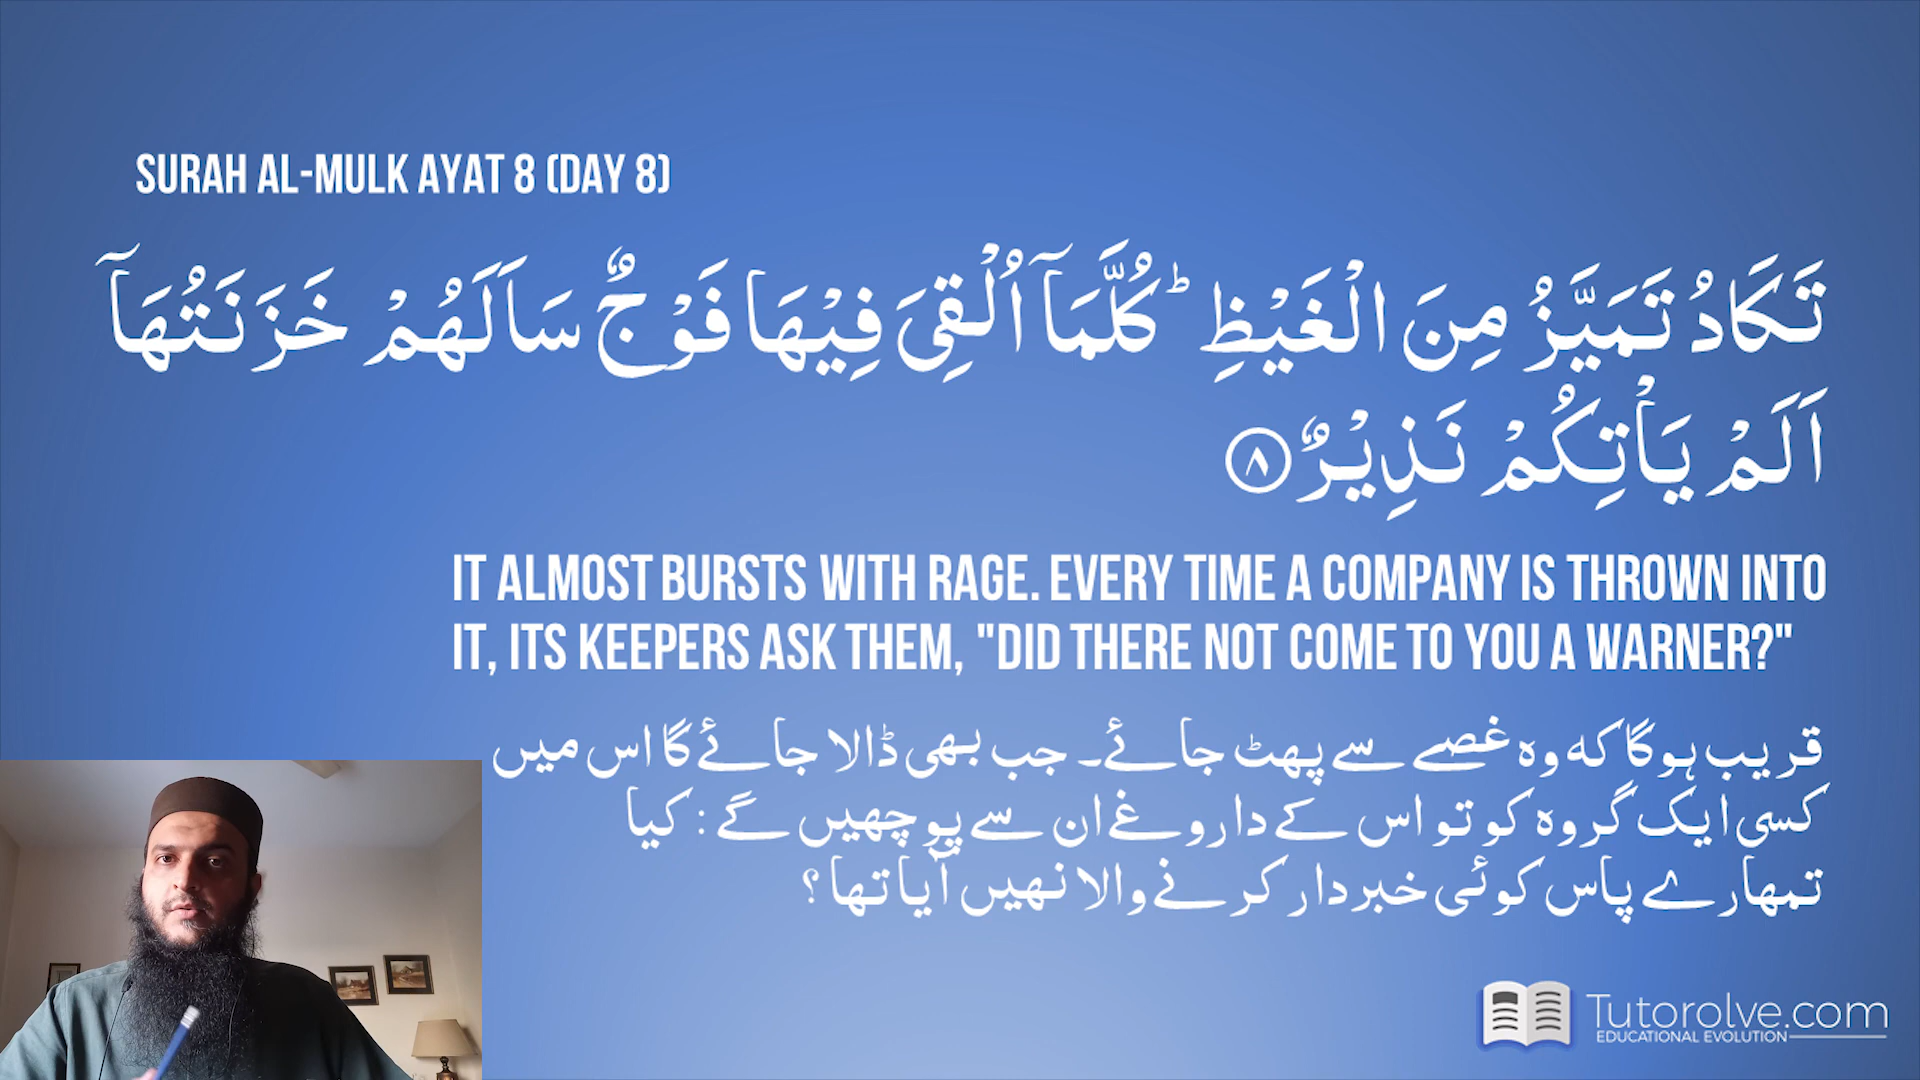 SURAH AL-MULK AYAT 8 (DAY 8)
تَكَادُ تَمَيَّزُ مِنَ الْغَيْظِ ؕ كُلَّمَاۤ اُلْقِىَ فِيْهَا فَوْجٌ سَاَلَهُمْ خَزَنَتُهَاۤ
اَلَمْ يَاْتِكُمْ نَذِيْرٌ ۸
IT ALMOST BURSTS WITH RAGE. EVERY TIME A COMPANY IS THROWN INTO
IT, ITS KEEPERS ASK THEM, "DID THERE NOT COME TO YOU A WARNER?"
قریب ہوگا کہ وہ غصے سے پھٹ جائے۔ جب بھی ڈالا جائے گا اس میں
کسی ایک گروہ کو تو اس کے داروغے ان سے پوچھیں گے : کیا
تمھارے پاس کوئی خبردار کرنے والا نھیں آیا تھا ؟
Tutorolve.com
EDUCATIONAL EVOLUTION